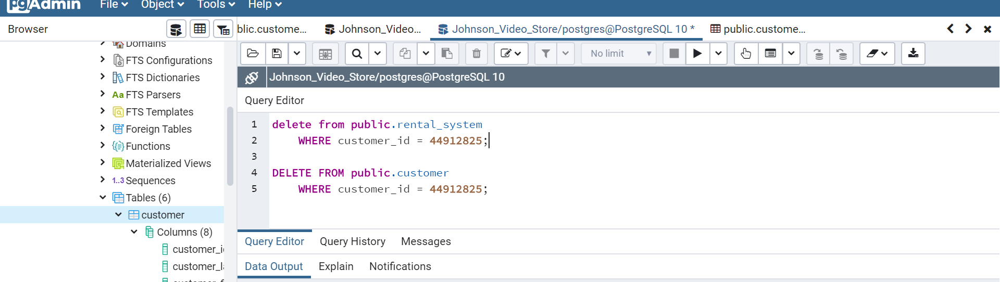 pgAdmin File Object Tools Help
Browser
blic.custome... Johnson_Video... Johnson_Video_Store/postgres@PostgreSQL 10 * public.custome...
Domains
FTS Configurations
FTS Dictionaries
Aa FTS Parsers
FTS Templates
Foreign Tables
Functions
Materialized Views
1..3 Sequences
Tables (6)
customer
Columns (8)
customer_i
customer_l
No limit
Johnson_Video_Store/postgres@PostgreSQL 10
Query Editor
1 delete from public.rental_system
2 WHERE customer_id = 44912825;
3
4 DELETE FROM public.customer
5 WHERE customer_id = 44912825;
Query Editor Query History Messages
Data Output Explain Notifications